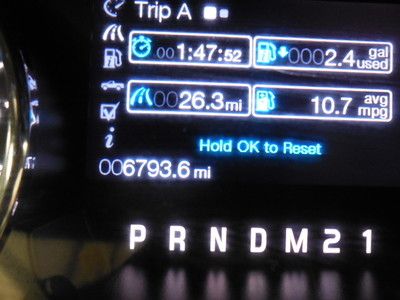 Trip A
001:47:52
0002.4 gal used
0026.3 mi
10.7 avg mpg
Hold OK to Reset
006793.6 mi
P R N D M 2 1